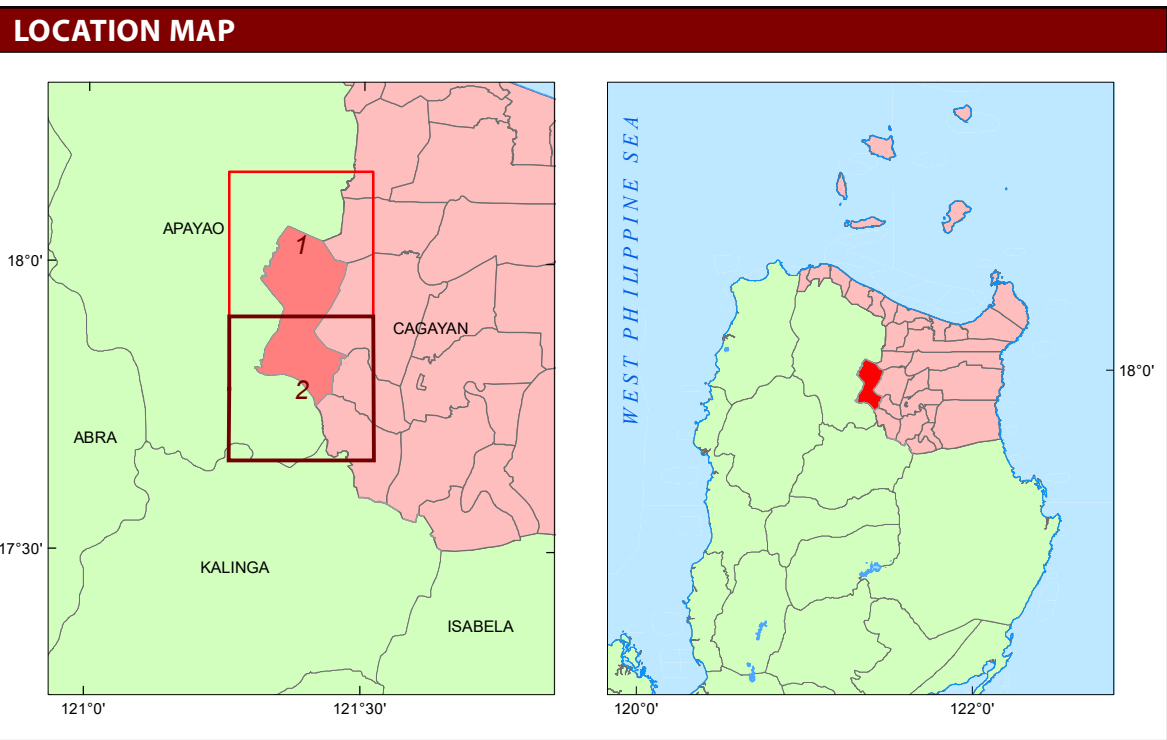 LOCATION MAP
APAYAO
1
18°0'
CAGAYAN
2
ABRA
17°30'
KALINGA
ISABELA
121°0'
121°30'
WEST PHILIPPINE SEA
18°0'
120°0'
122°0'